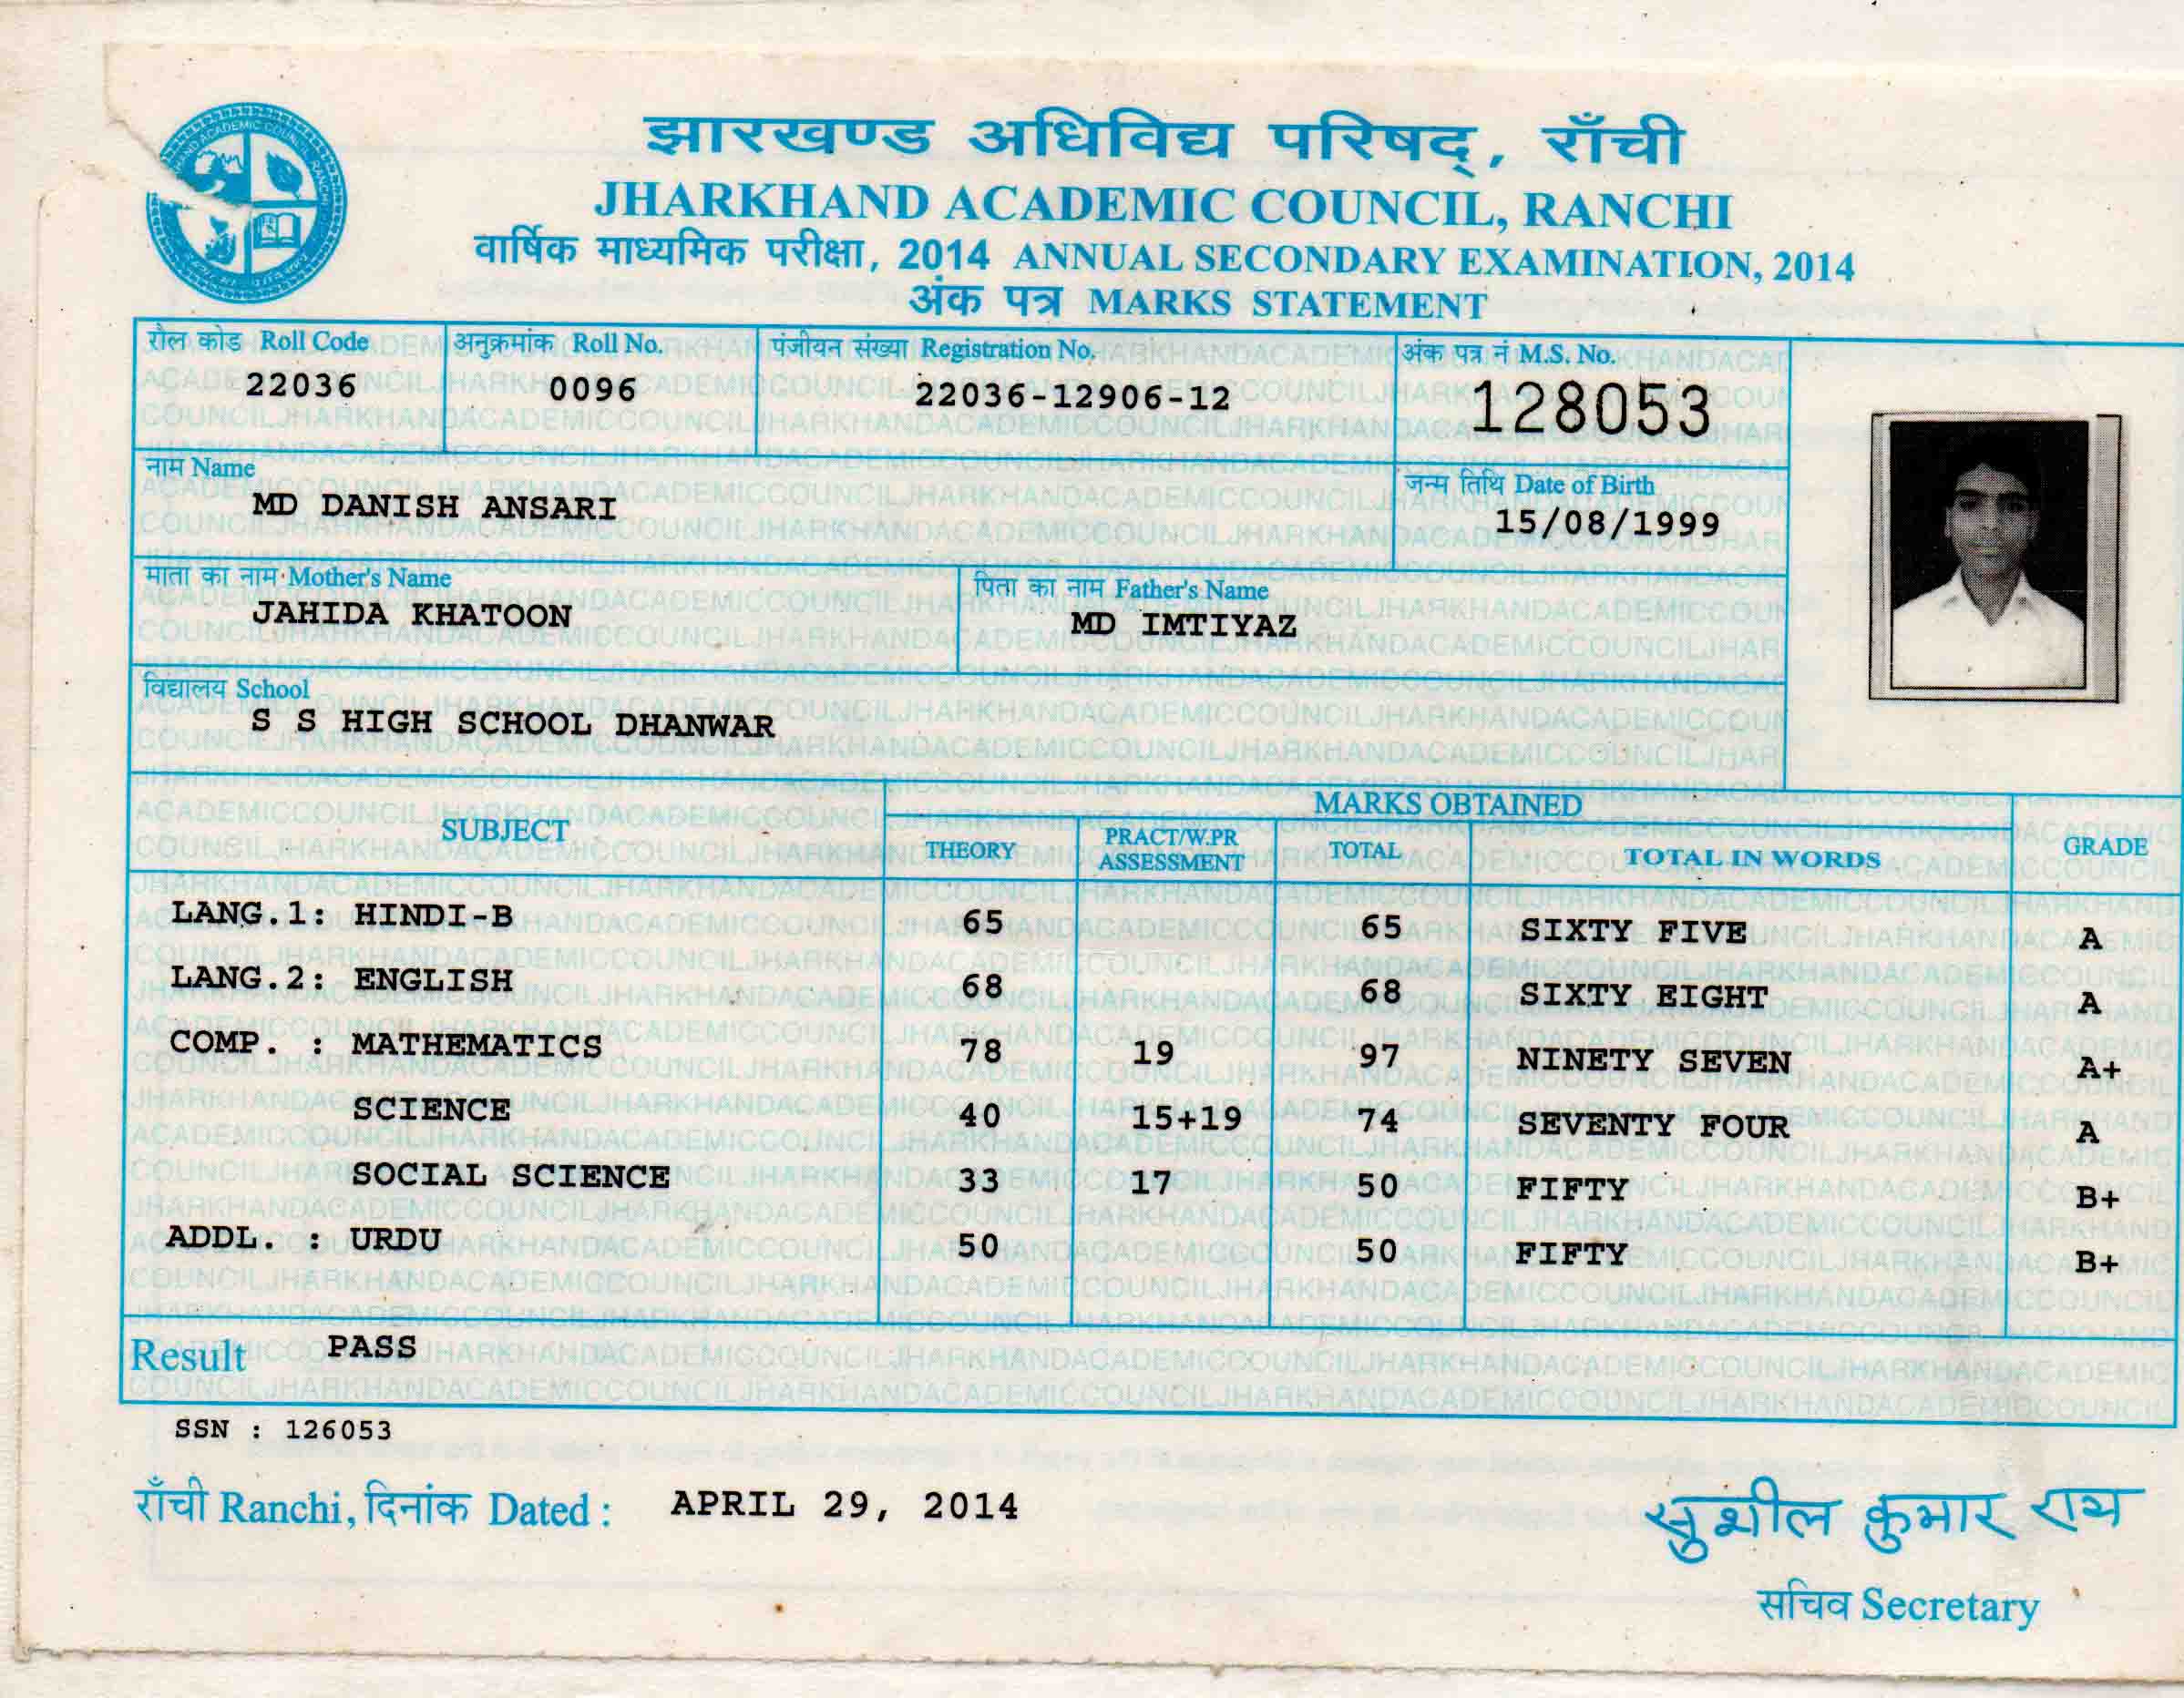 झारखण्ड अधिविद्य परिषद्, राँची
JHARKHAND ACADEMIC COUNCIL, RANCHI
वार्षिक माध्यमिक परीक्षा, 2014 ANNUAL SECONDARY EXAMINATION, 2014
अंक पत्र MARKS STATEMENT
रौल कोड Roll Code अनुक्रमांक Roll No. पंजीयन संख्या Registration No. अंक पत्र नं M.S. No.
22036 0096 22036-12906-12 128053
नाम Name जन्म तिथि Date of Birth
MD DANISH ANSARI 15/08/1999
माता का नाम Mother's Name पिता का नाम Father's Name
JAHIDA KHATOON MD IMTIYAZ
विद्यालय School
S S HIGH SCHOOL DHANWAR
MARKS OBTAINED
SUBJECT THEORY PRACT/W.PR ASSESSMENT TOTAL TOTAL IN WORDS GRADE
LANG.1: HINDI-B 65 65 SIXTY FIVE A
LANG.2: ENGLISH 68 68 SIXTY EIGHT A
COMP. : MATHEMATICS 78 19 97 NINETY SEVEN A+
SCIENCE 40 15+19 74 SEVENTY FOUR A
SOCIAL SCIENCE 33 17 50 FIFTY B+
ADDL. : URDU 50 50 FIFTY B+
Result PASS
SSN : 126053
राँची Ranchi, दिनांक Dated : APRIL 29, 2014
सुशील कुमार राय
सचिव Secretary